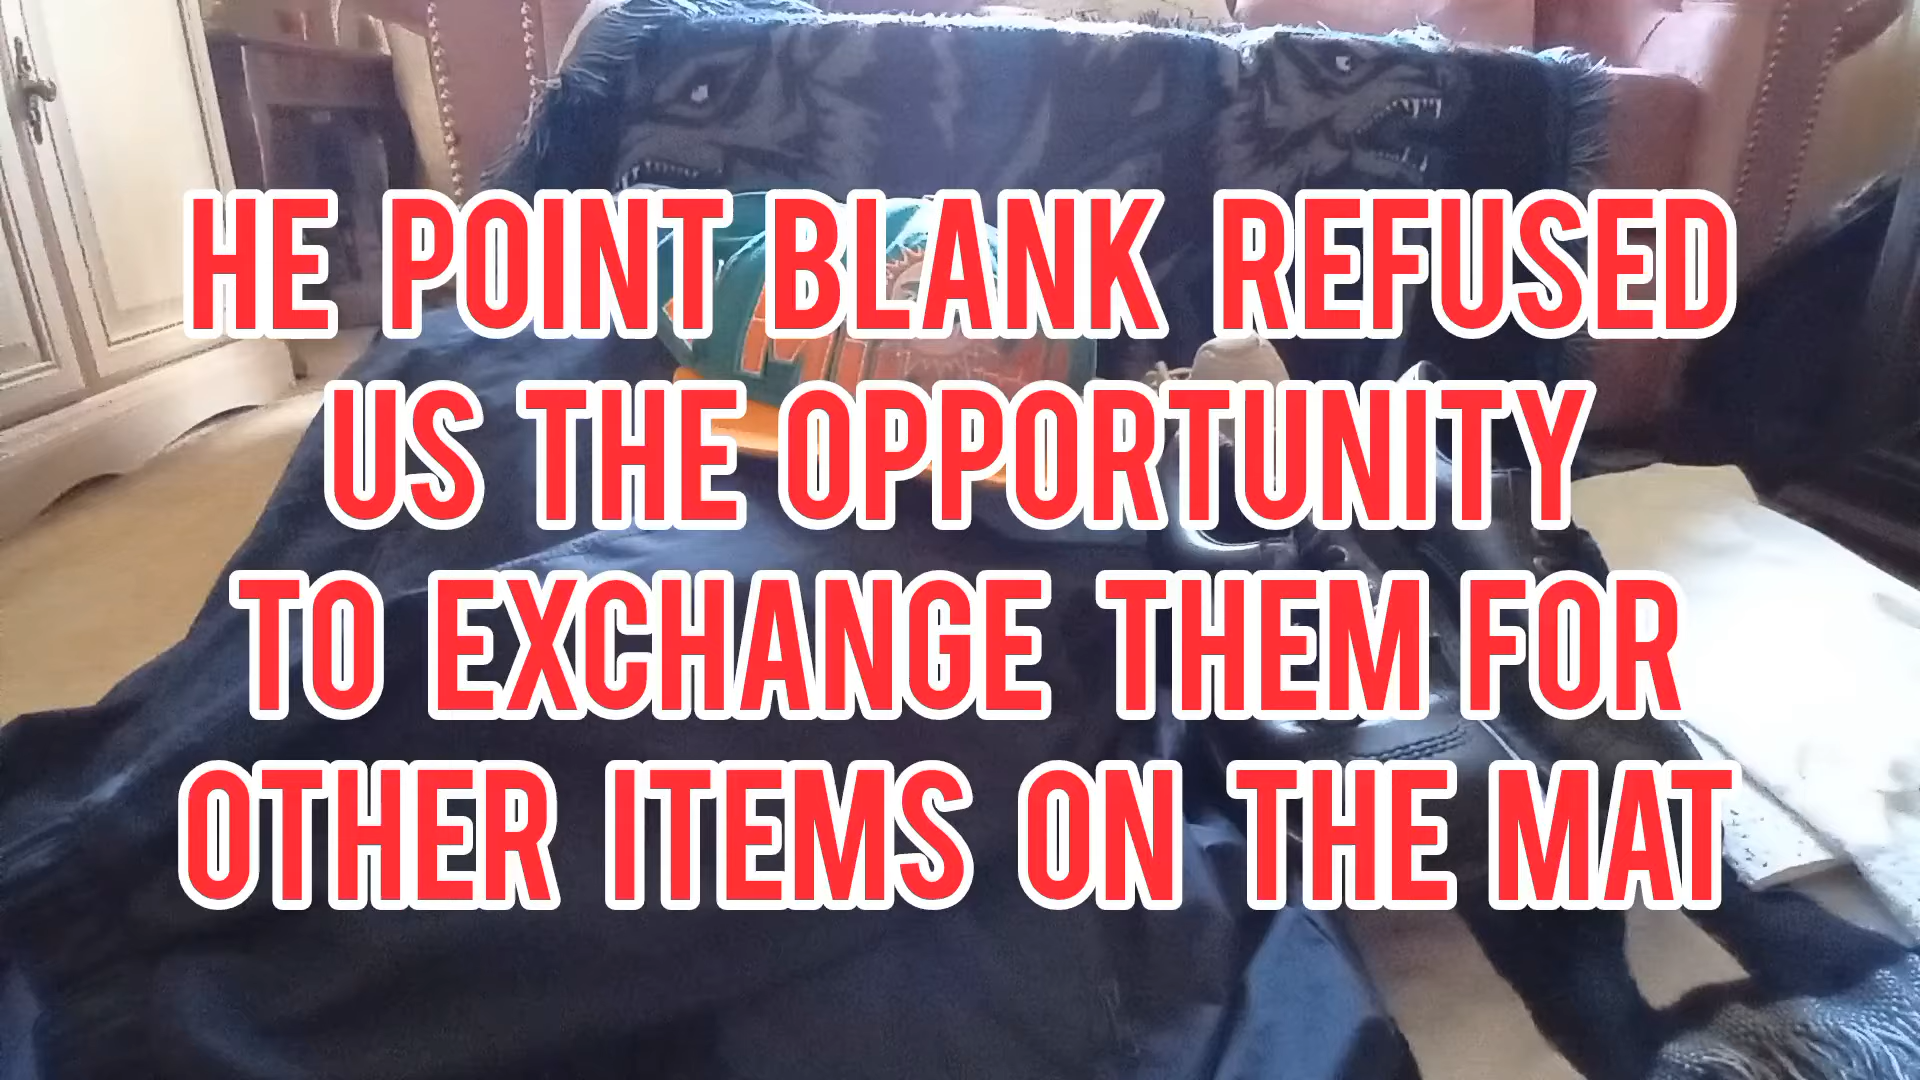 HE POINT BLANK REFUSED
US THE OPPORTUNITY
TO EXCHANGE THEM FOR
OTHER ITEMS ON THE MAT